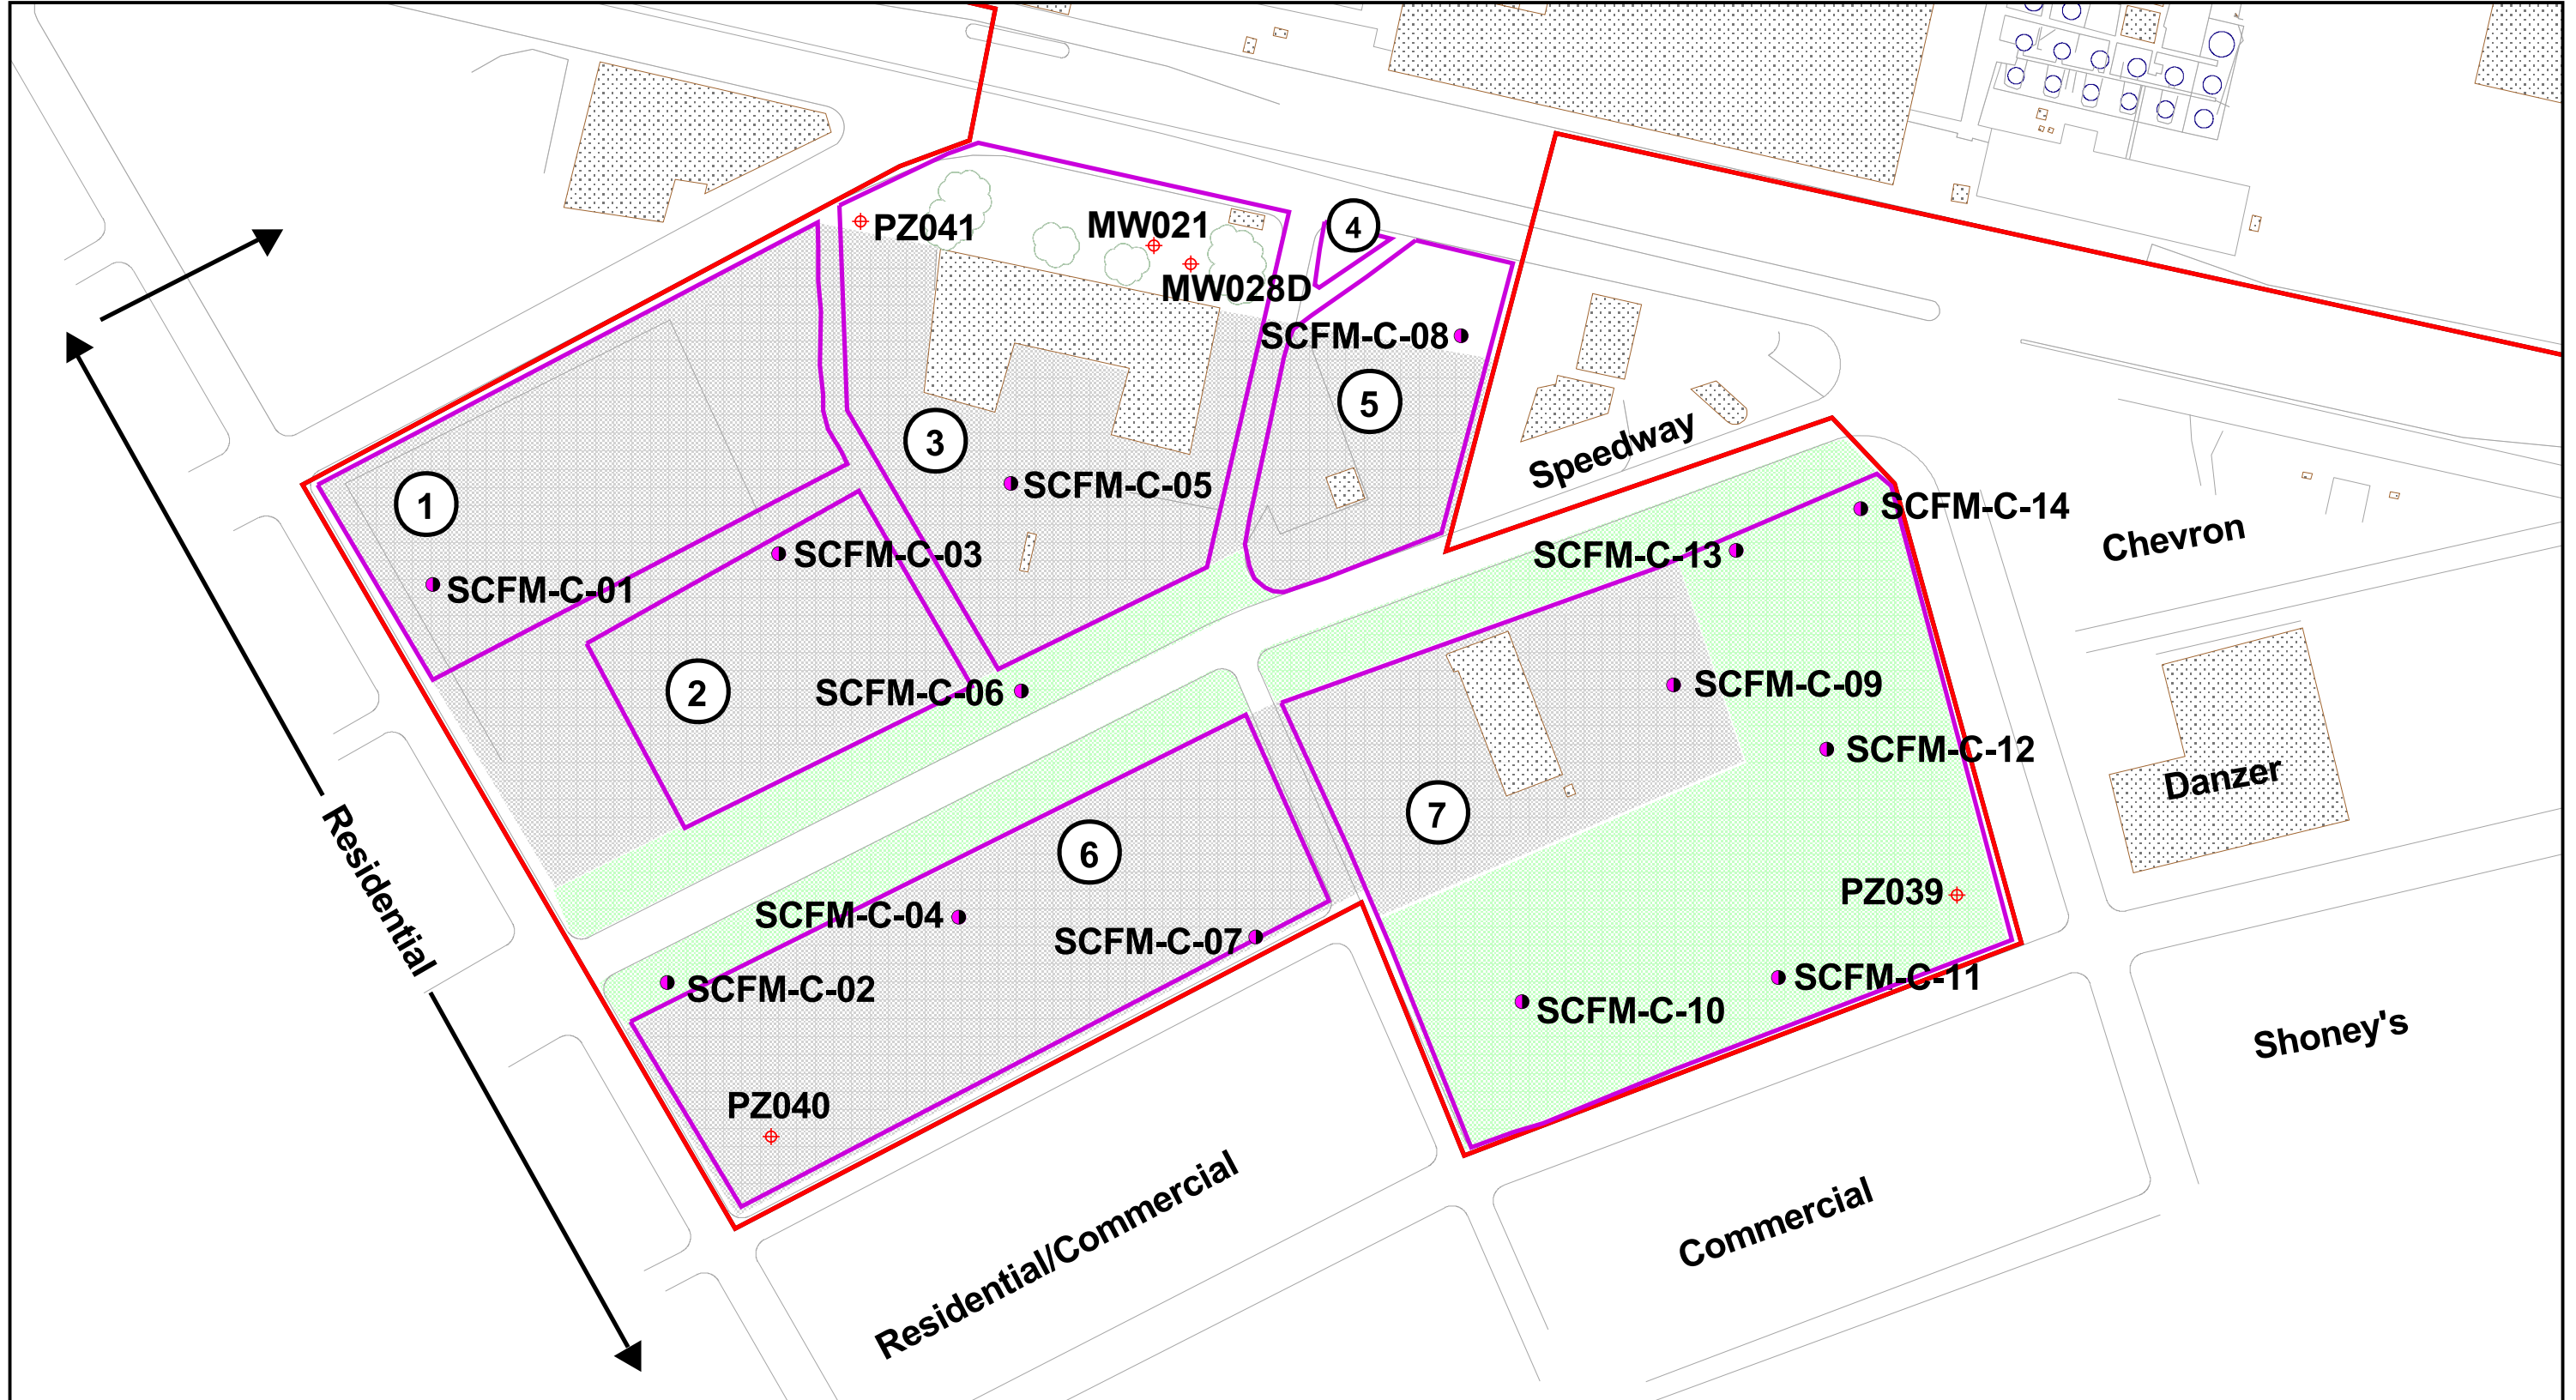 PZ041
MW021
4
MW028D
SCFM-C-08
5
3
Speedway
SCFM-C-05
1
SCFM-C-14
Chevron
SCFM-C-03
SCFM-C-13
SCFM-C-01
2
SCFM-C-06
SCFM-C-09
SCFM-C-12
Danzer
7
6
Residential
PZ039
SCFM-C-04
SCFM-C-07
SCFM-C-02
SCFM-C-11
SCFM-C-10
Shoney's
PZ040
Residential/Commercial
Commercial